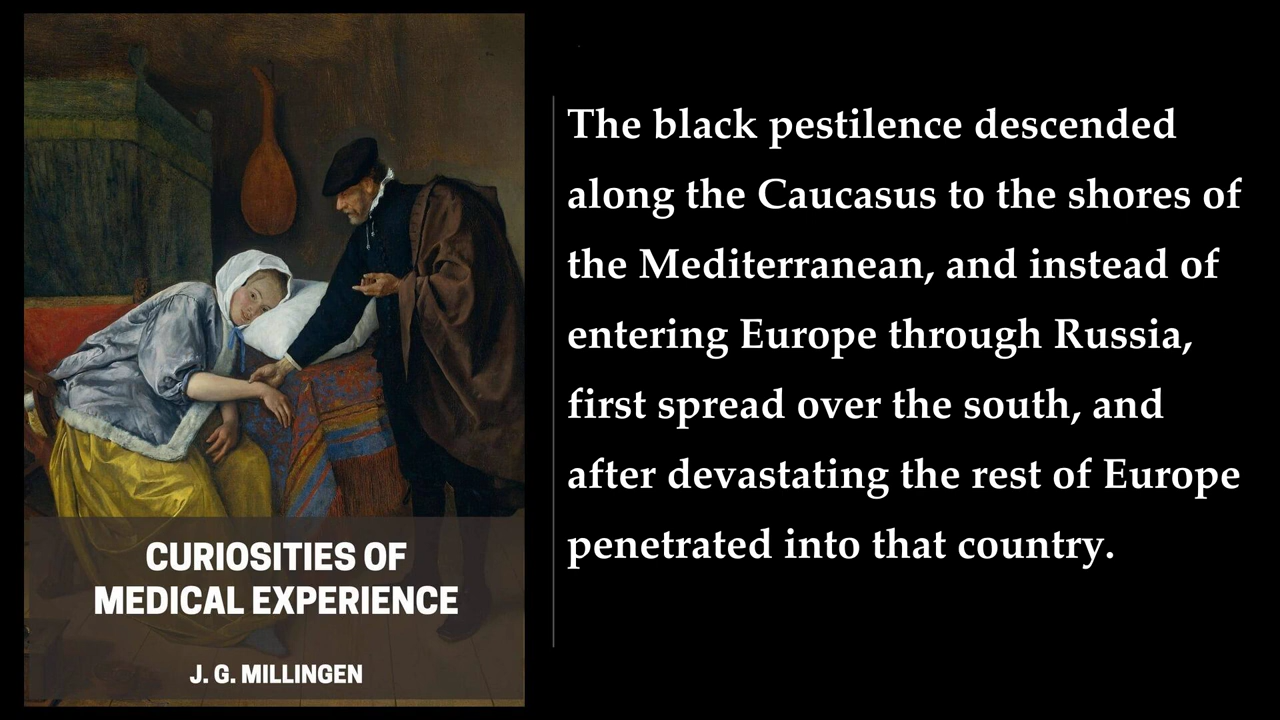 CURIOSITIES OF
MEDICAL EXPERIENCE
J. G. MILLINGEN
The black pestilence descended
along the Caucasus to the shores of
the Mediterranean, and instead of
entering Europe through Russia,
first spread over the south, and
after devastating the rest of Europe
penetrated into that country.